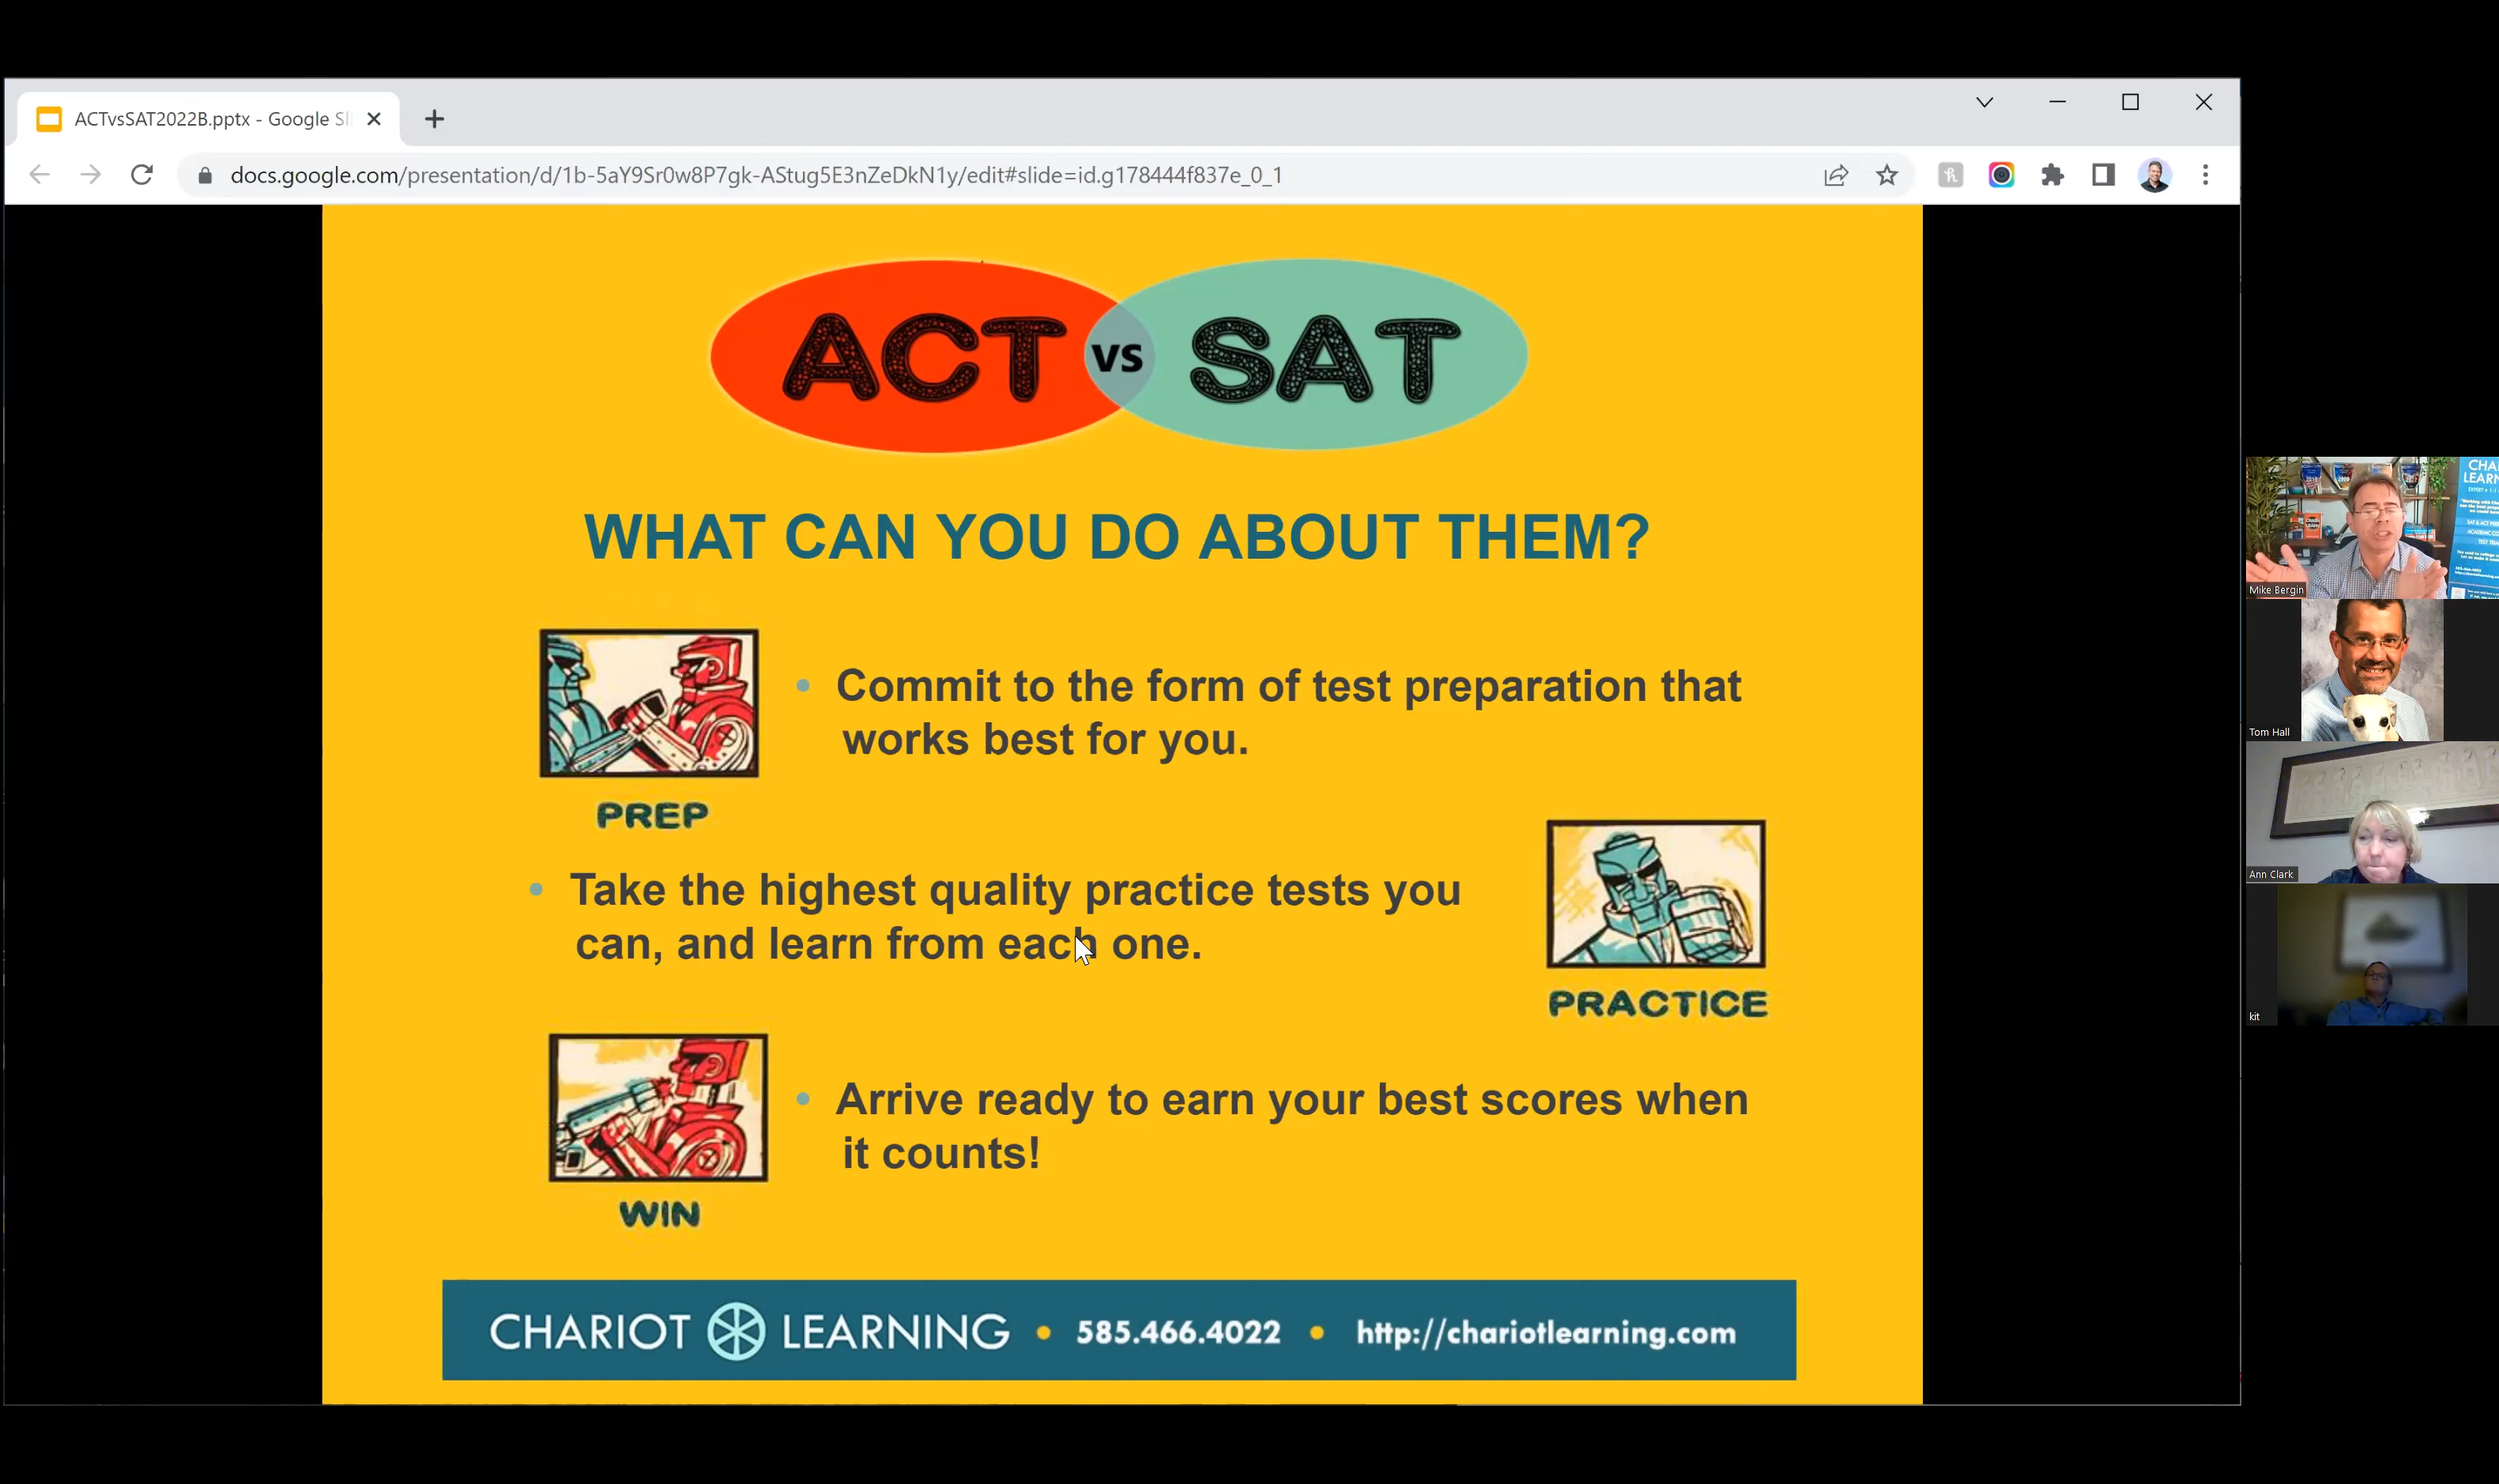 ACTvsSAT2022B.pptx - Google Sl
docs.google.com/presentation/d/1b-5aY9Sr0w8P7gk-AStug5E3nZeDkN1y/edit#slide=id.g178444f837e_0_1
ACT vs SAT
WHAT CAN YOU DO ABOUT THEM?
• Commit to the form of test preparation that
works best for you.
PREP
• Take the highest quality practice tests you
can, and learn from each one.
PRACTICE
• Arrive ready to earn your best scores when
it counts!
WIN
CHARIOT LEARNING • 585.466.4022 • http://chariotlearning.com
CHA
LEARN
Mike Bergin
Tom Hall
Ann Clark
kit